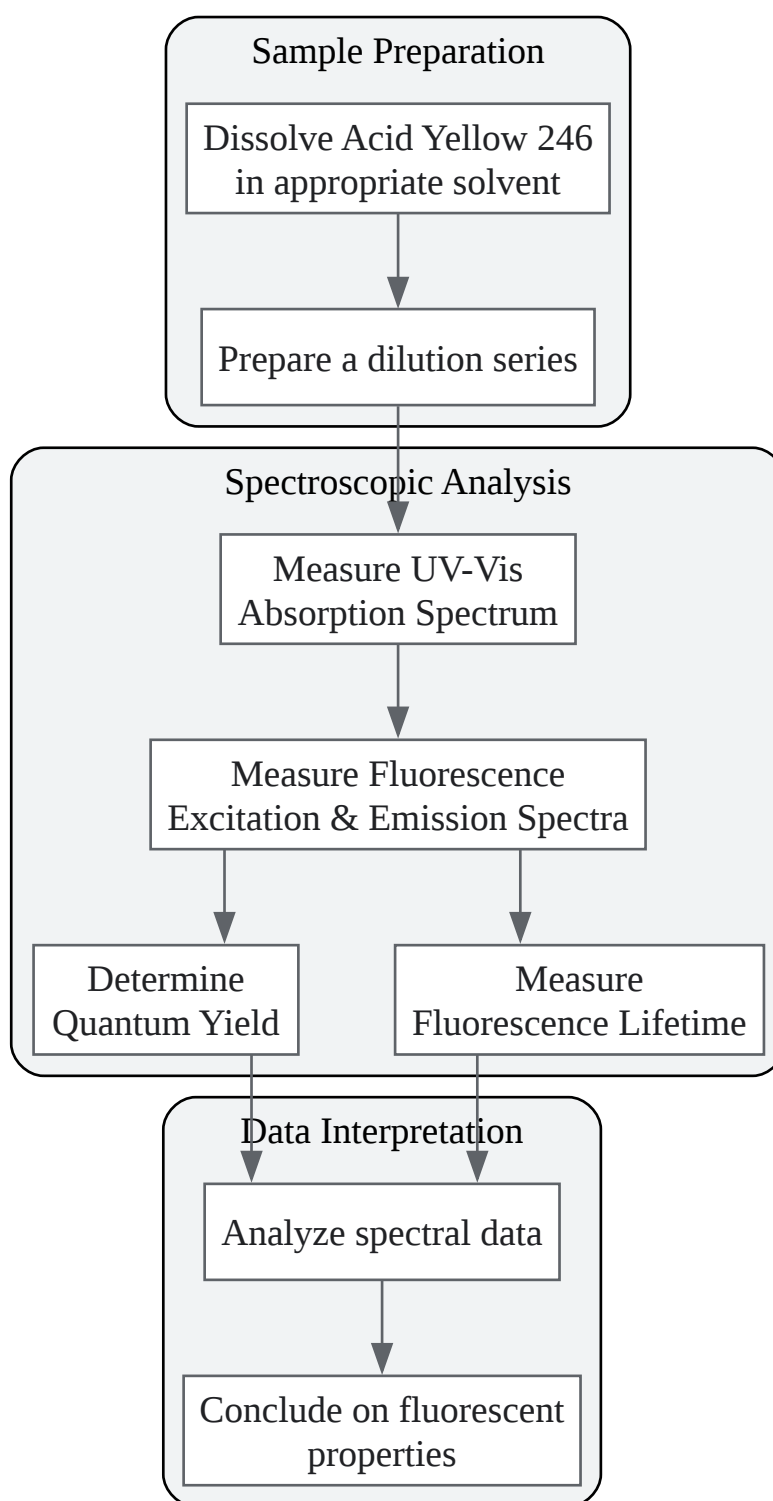 Sample Preparation
Dissolve Acid Yellow 246
in appropriate solvent
Prepare a dilution series
Spectroscopic Analysis
Measure UV-Vis
Absorption Spectrum
Measure Fluorescence
Excitation & Emission Spectra
Determine
Quantum Yield
Measure
Fluorescence Lifetime
Data Interpretation
Analyze spectral data
Conclude on fluorescent
properties